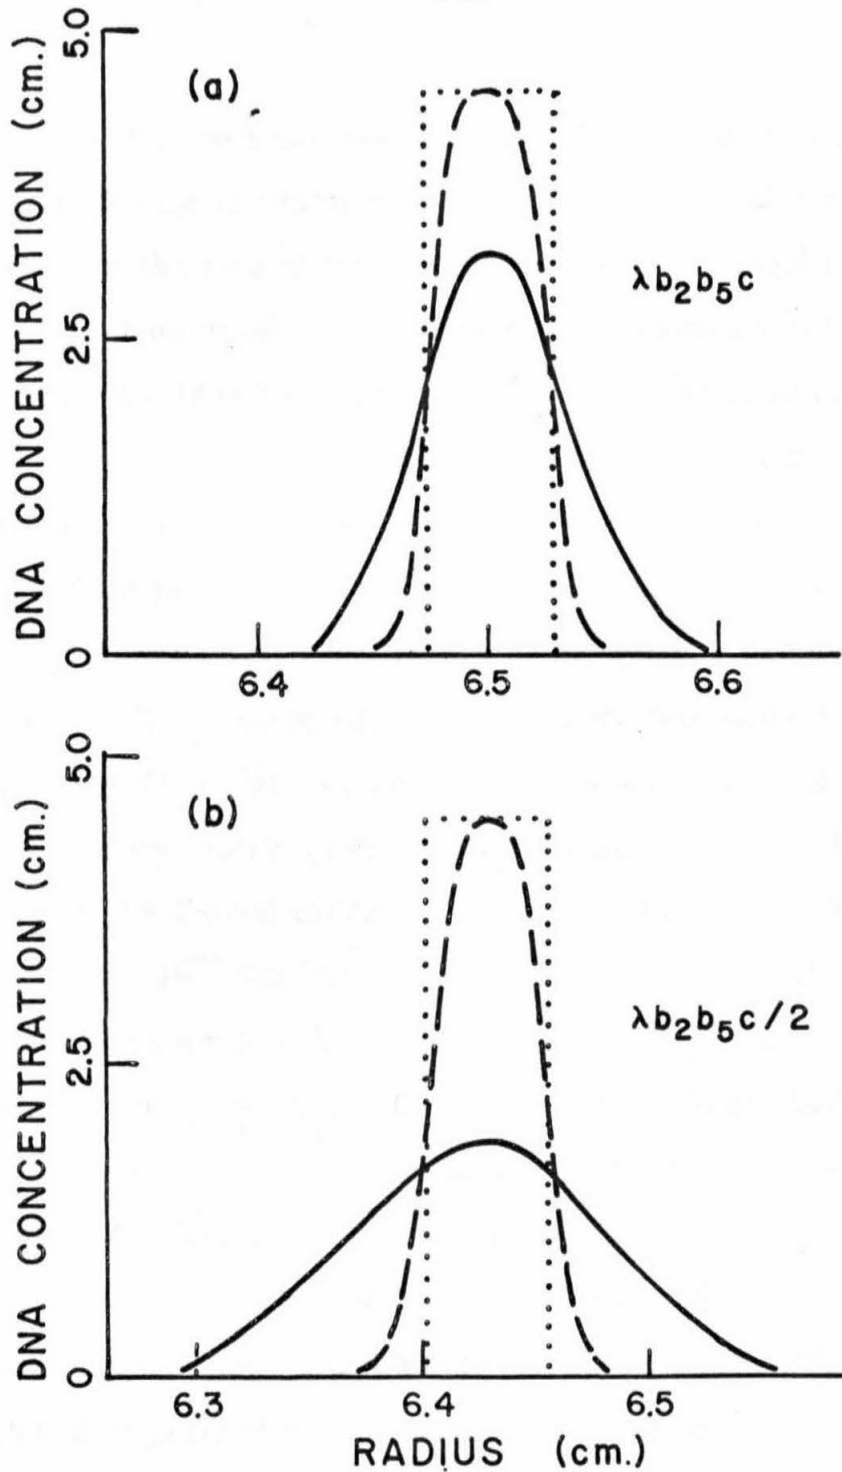 DNA CONCENTRATION (cm.)
5.0
2.5
0
(a)
λb₂b₅c
6.4 6.5 6.6
DNA CONCENTRATION (cm.)
5.0
2.5
0
(b)
λb₂b₅c/2
6.3 6.4 6.5
RADIUS (cm.)